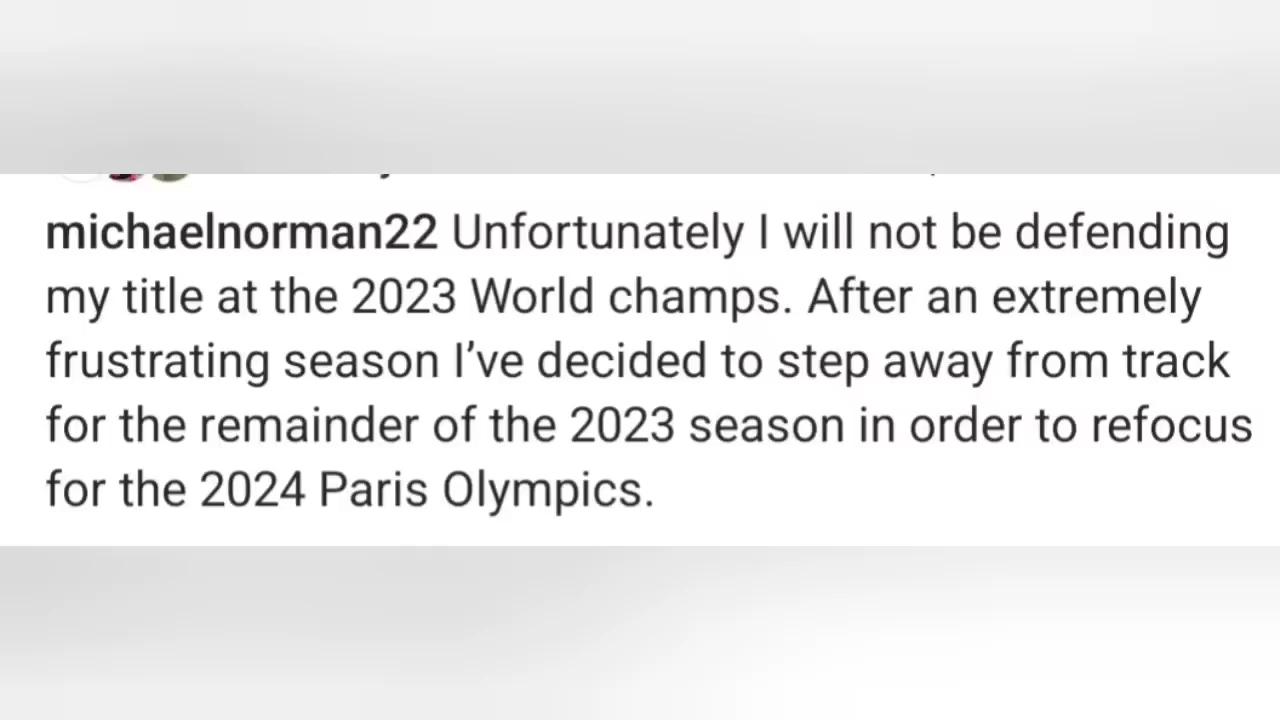 michaelnorman22 Unfortunately I will not be defending
my title at the 2023 World champs. After an extremely
frustrating season I’ve decided to step away from track
for the remainder of the 2023 season in order to refocus
for the 2024 Paris Olympics.